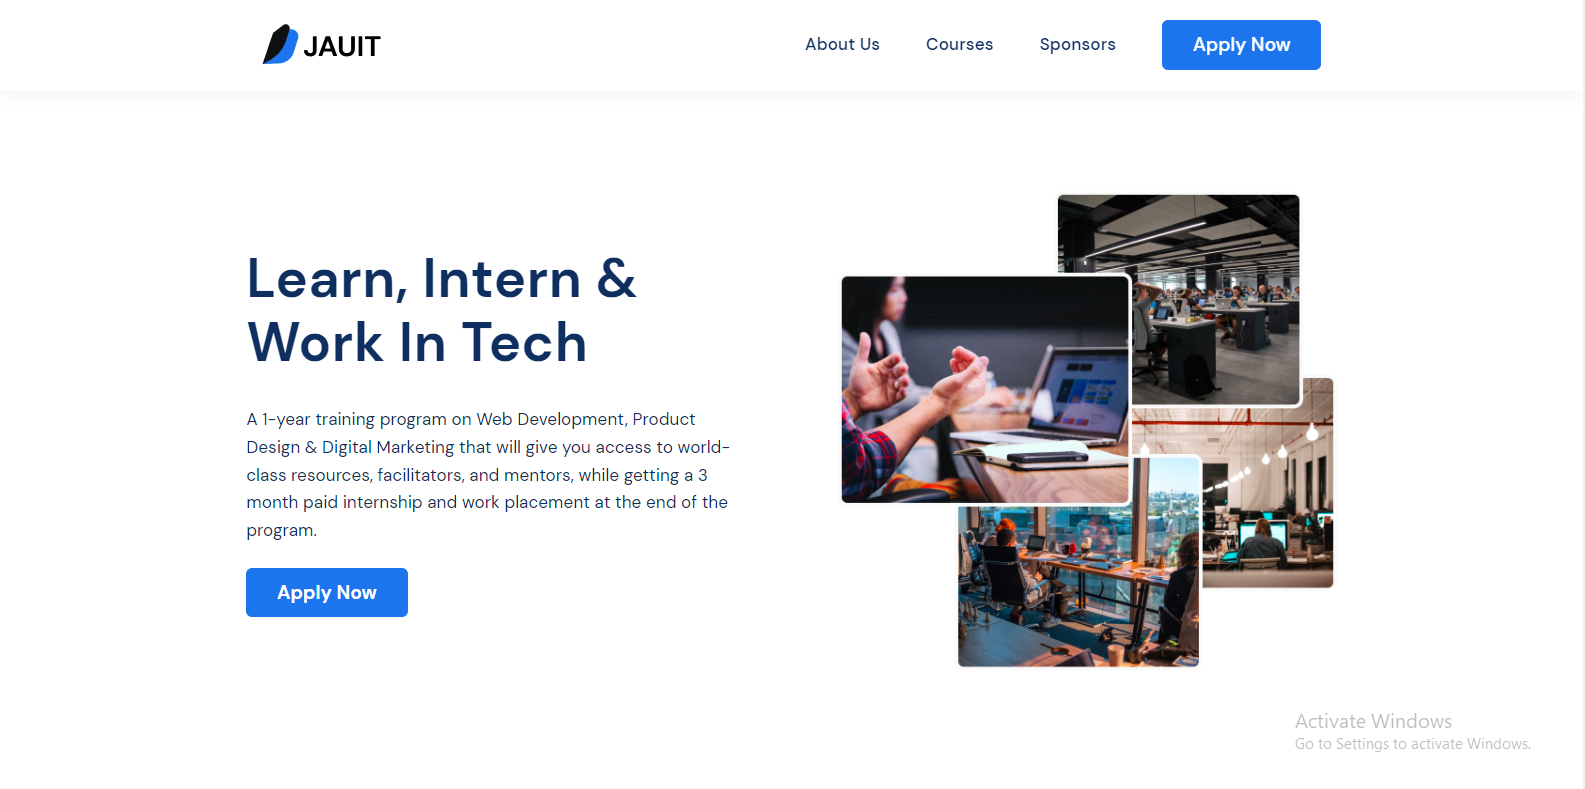 JAUIT
About Us
Courses
Sponsors
Apply Now
Learn, Intern &
Work In Tech
A 1-year training program on Web Development, Product
Design & Digital Marketing that will give you access to world-
class resources, facilitators, and mentors, while getting a 3
month paid internship and work placement at the end of the
program.
Apply Now
Activate Windows
Go to Settings to activate Windows.